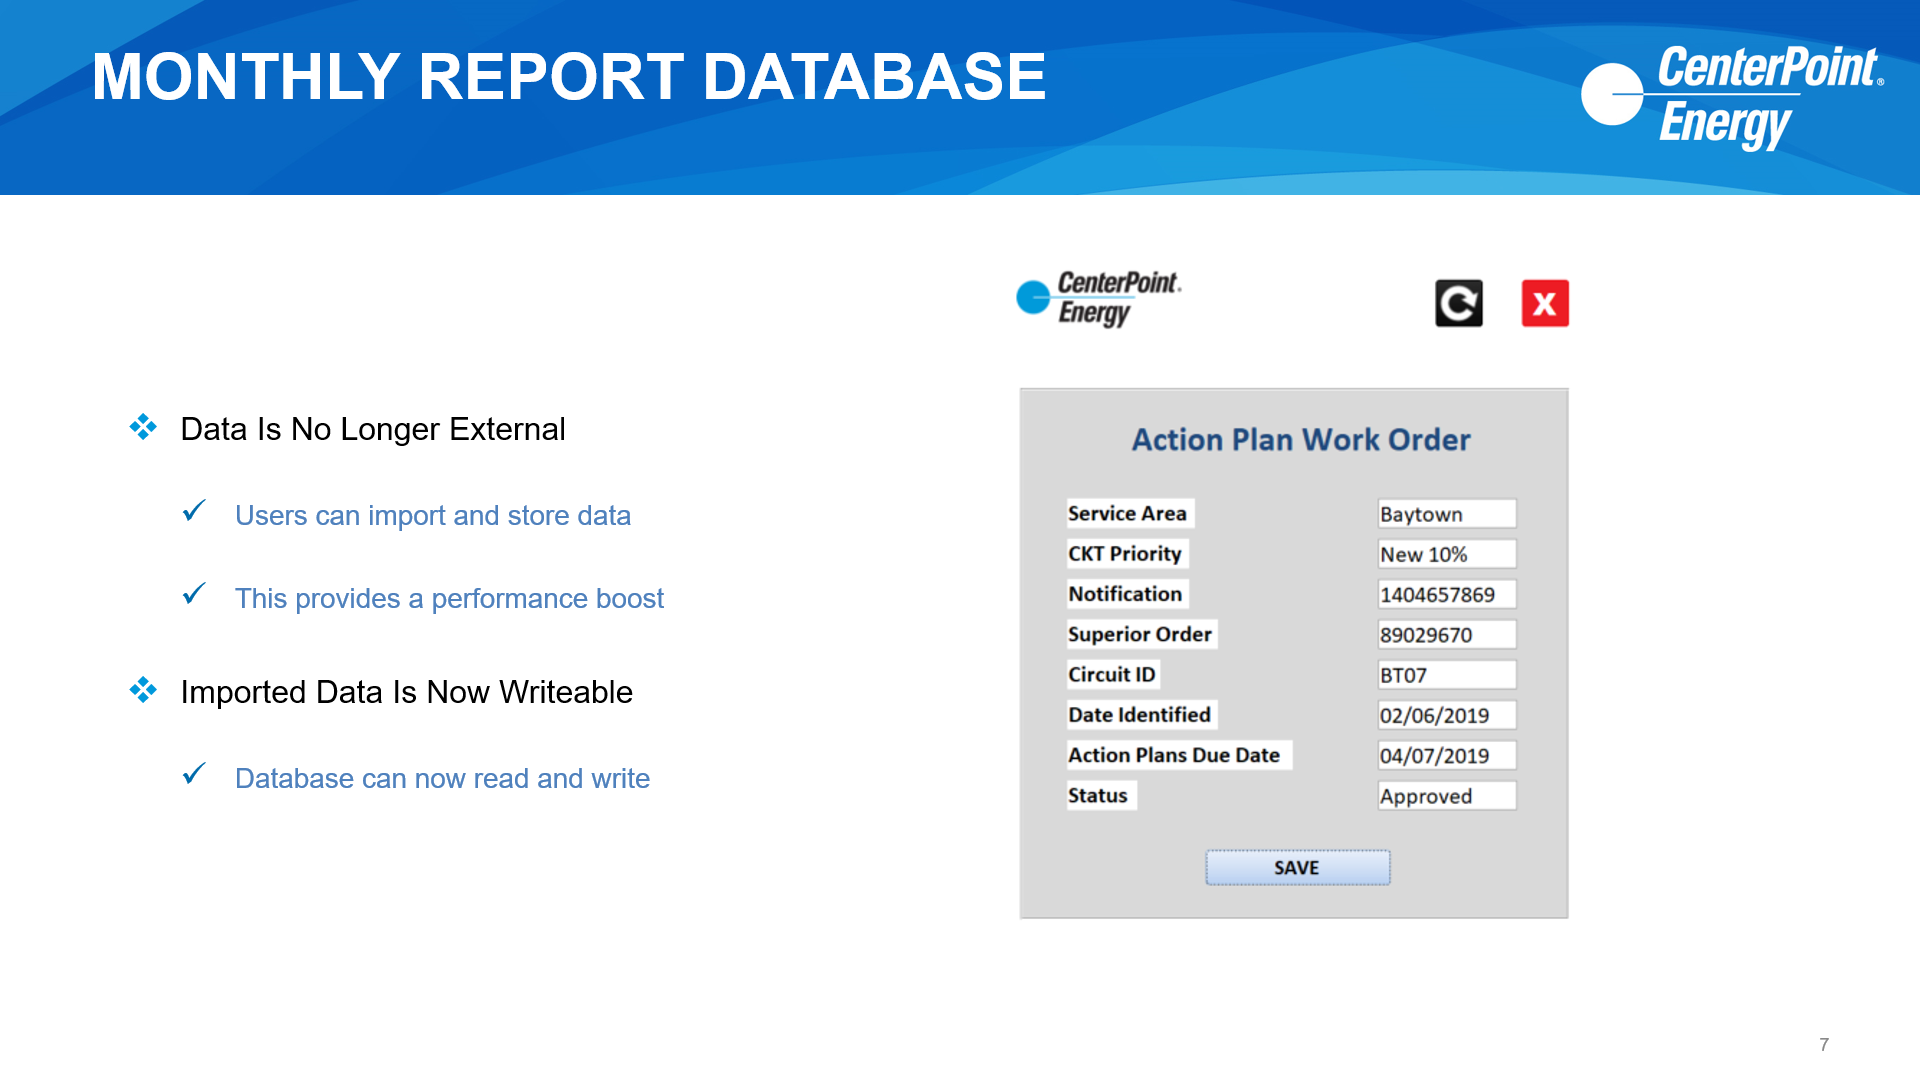 MONTHLY REPORT DATABASE
CenterPoint®
Energy
Data Is No Longer External
Users can import and store data
This provides a performance boost
Imported Data Is Now Writeable
Database can now read and write
CenterPoint.
Energy
X
Action Plan Work Order
Service Area Baytown
CKT Priority New 10%
Notification 1404657869
Superior Order 89029670
Circuit ID BT07
Date Identified 02/06/2019
Action Plans Due Date 04/07/2019
Status Approved
SAVE
7